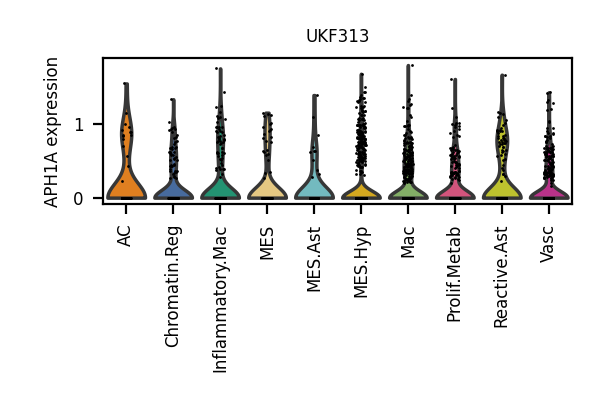 UKF313
APH1A expression
1
0
AC
Chromatin.Reg
Inflammatory.Mac
MES
MES.Ast
MES.Hyp
Mac
Prolif.Metab
Reactive.Ast
Vasc